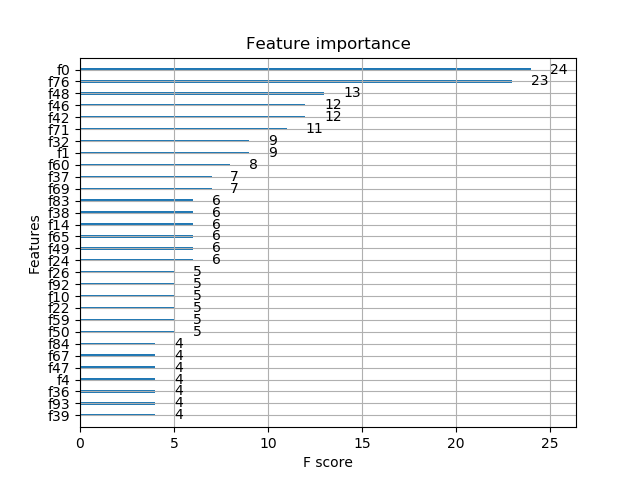 Feature importance
f0 24
f76 23
f48 13
f46 12
f42 12
f71 11
f32 9
f1 9
f60 8
f37 7
f69 7
f83 6
f38 6
f14 6
f65 6
f49 6
f24 6
f26 5
f92 5
f10 5
f22 5
f59 5
f50 5
f84 4
f67 4
f47 4
f4 4
f36 4
f93 4
f39 4
Features
0 5 10 15 20 25
F score